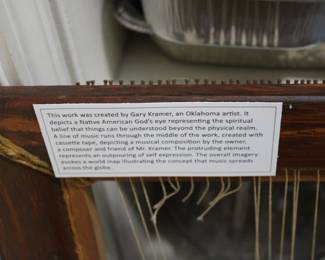 This work was created by Gary Kramer, an Oklahoma artist. It
depicts a Native American God's eye representing the spiritual
belief that things can be understood beyond the physical realm.
A line of music runs through the middle of the work, created with
cassette tape, depicting a musical composition by the owner,
a composer and friend of Mr. Kramer. The protruding element
represents an outpouring of self expression. The overall imagery
evokes a world map illustrating the concept that music spreads
across the globe.